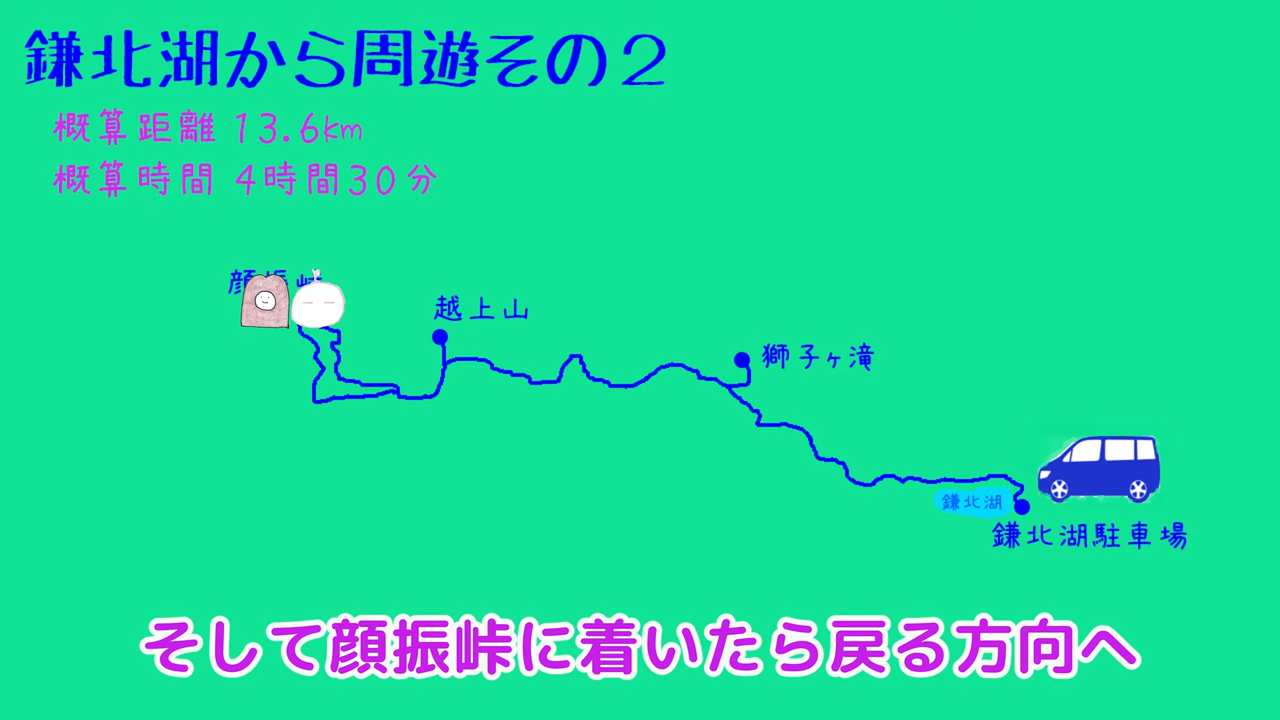 鎌北湖から周遊その２
概算距離 13.6km
概算時間 4時間30分
顔振峠
越上山
獅子ヶ滝
鎌北湖
鎌北湖駐車場
そして顔振峠に着いたら戻る方向へ